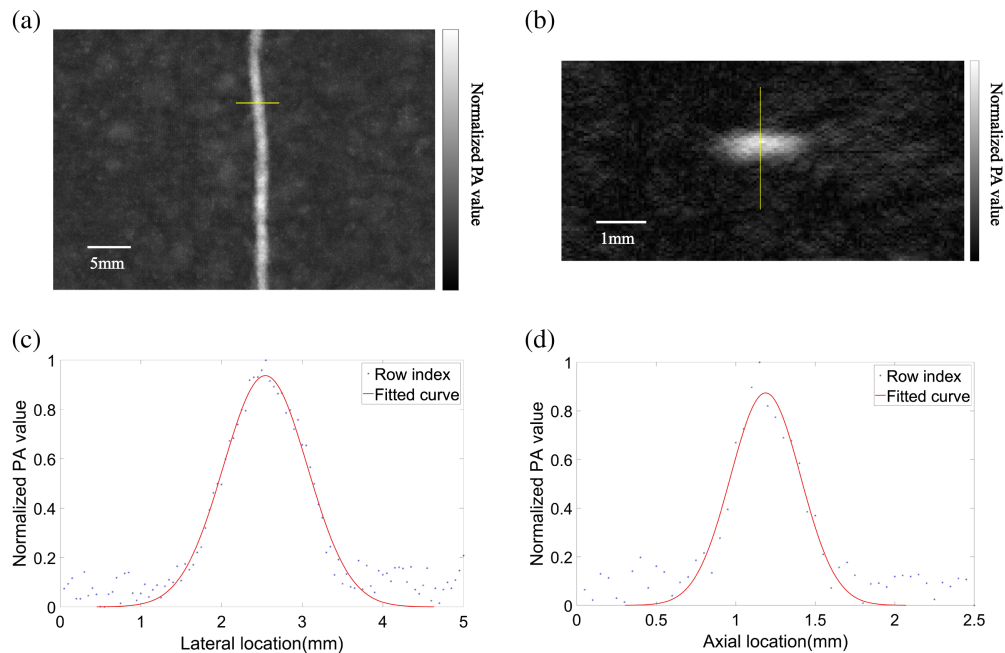 (a)
Normalized PA value
5mm
(b)
Normalized PA value
1mm
(c)
1
0.8
0.6
0.4
0.2
0
Normalized PA value
Row index
Fitted curve
0 1 2 3 4 5
Lateral location(mm)
(d)
1
0.8
0.6
0.4
0.2
0
Normalized PA value
Row index
Fitted curve
0 0.5 1 1.5 2 2.5
Axial location(mm)